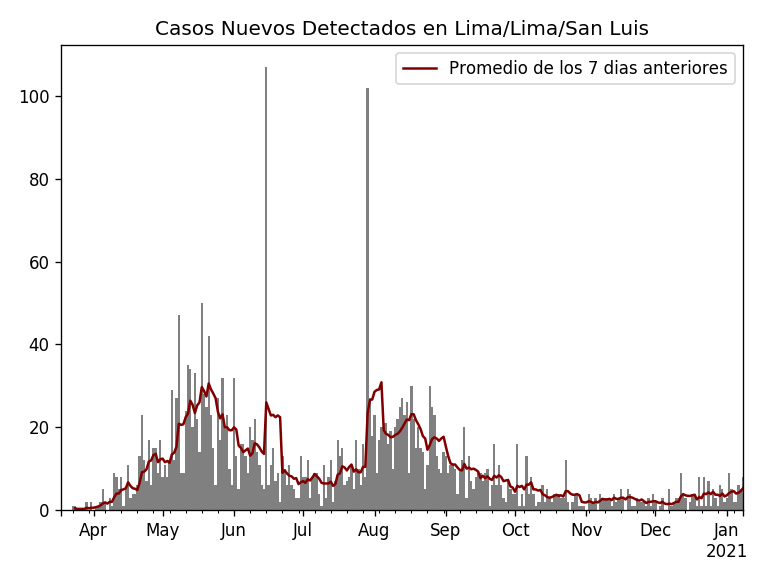 Casos Nuevos Detectados en Lima/Lima/San Luis
Promedio de los 7 dias anteriores
100
80
60
40
20
0
Apr May Jun Jul Aug Sep Oct Nov Dec Jan
2021